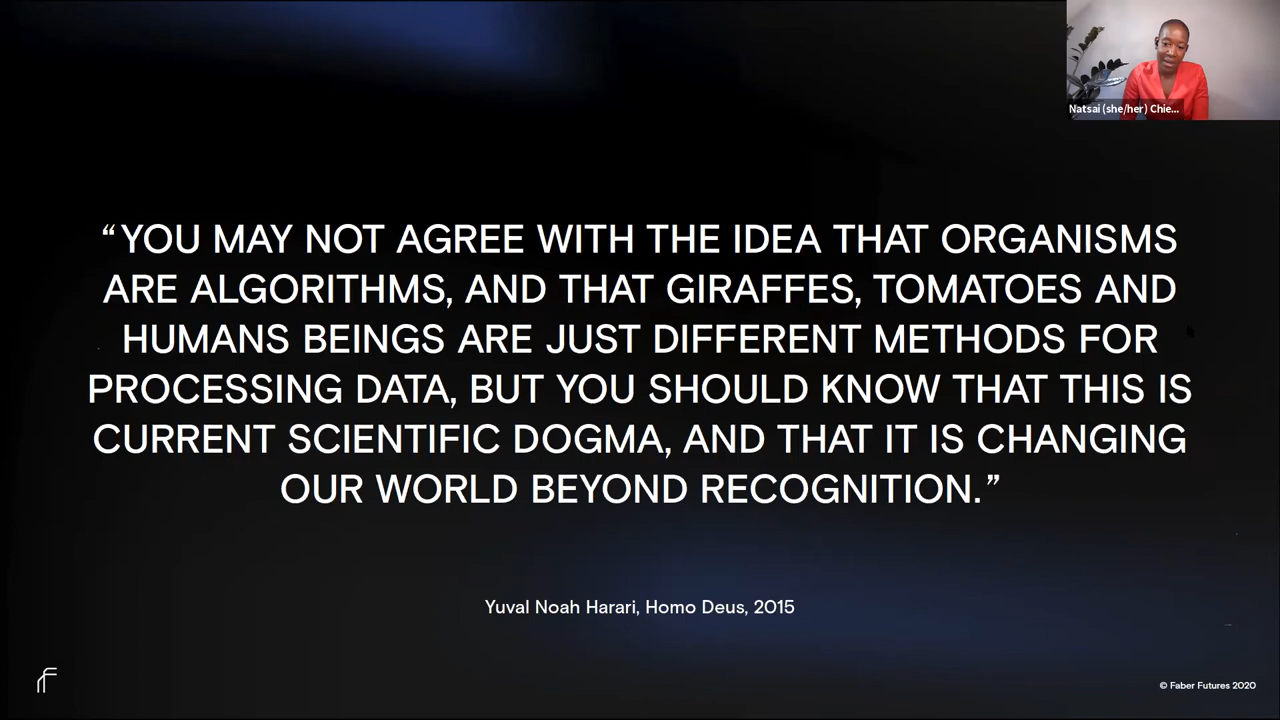 Natsai (she/her) Chie...
“YOU MAY NOT AGREE WITH THE IDEA THAT ORGANISMS
ARE ALGORITHMS, AND THAT GIRAFFES, TOMATOES AND
HUMANS BEINGS ARE JUST DIFFERENT METHODS FOR
PROCESSING DATA, BUT YOU SHOULD KNOW THAT THIS IS
CURRENT SCIENTIFIC DOGMA, AND THAT IT IS CHANGING
OUR WORLD BEYOND RECOGNITION.”
Yuval Noah Harari, Homo Deus, 2015
© Faber Futures 2020